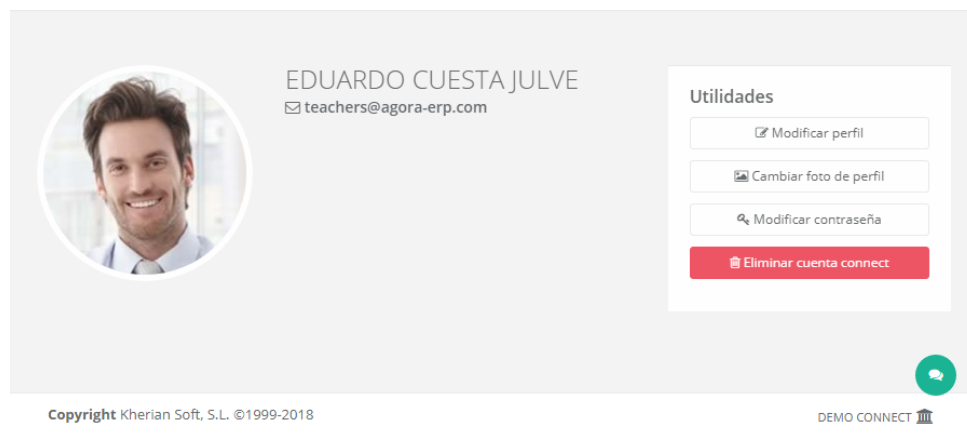 EDUARDO CUESTA JULVE
teachers@agora-erp.com
Utilidades
Modificar perfil
Cambiar foto de perfil
Modificar contraseña
Eliminar cuenta connect
Copyright Kherian Soft, S.L. ©1999-2018
DEMO CONNECT